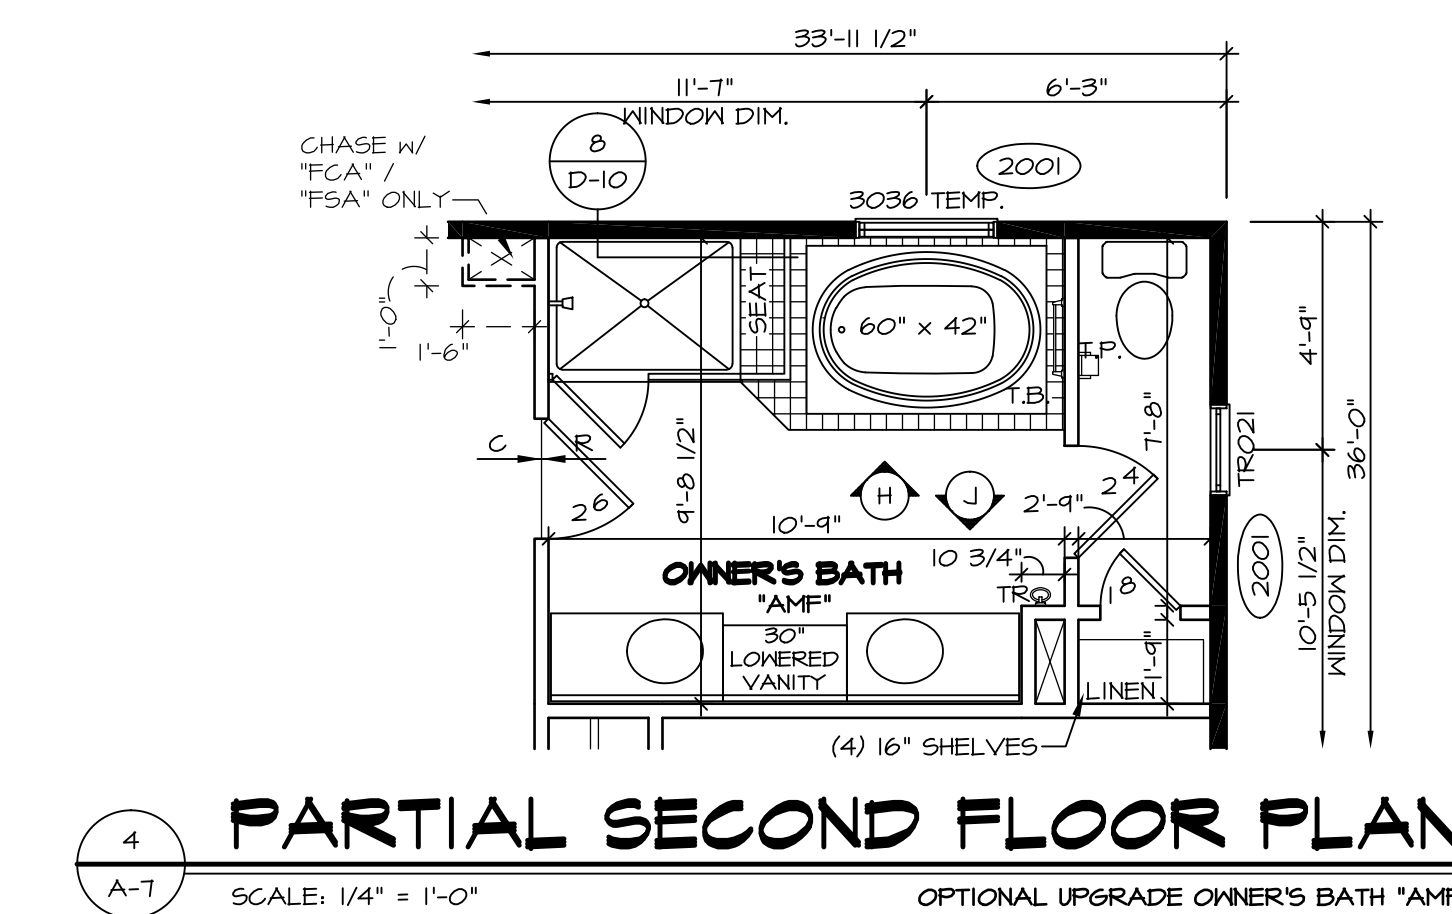 33'-11 1/2"
11'-7"
6'-3"
WINDOW DIM.
CHASE W/
"FCA" /
"FSA" ONLY
8
D-10
2001
3036 TEMP.
SEAT
60" x 42"
1'-0"
1'-6"
T.P.
T.B.
4'-9"
7'-8"
36'-0"
TR021
C
R
9'-8 1/2"
26
H
J
24
2'-9"
10'-9"
10 3/4"
OWNER'S BATH
"AMF"
TR
18
2001
10'-5 1/2"
WINDOW DIM.
30"
LOWERED
VANITY
1'-9"
LINEN
(4) 16" SHELVES
4
A-7
PARTIAL SECOND FLOOR PLAN
SCALE: 1/4" = 1'-0"
OPTIONAL UPGRADE OWNER'S BATH "AMF